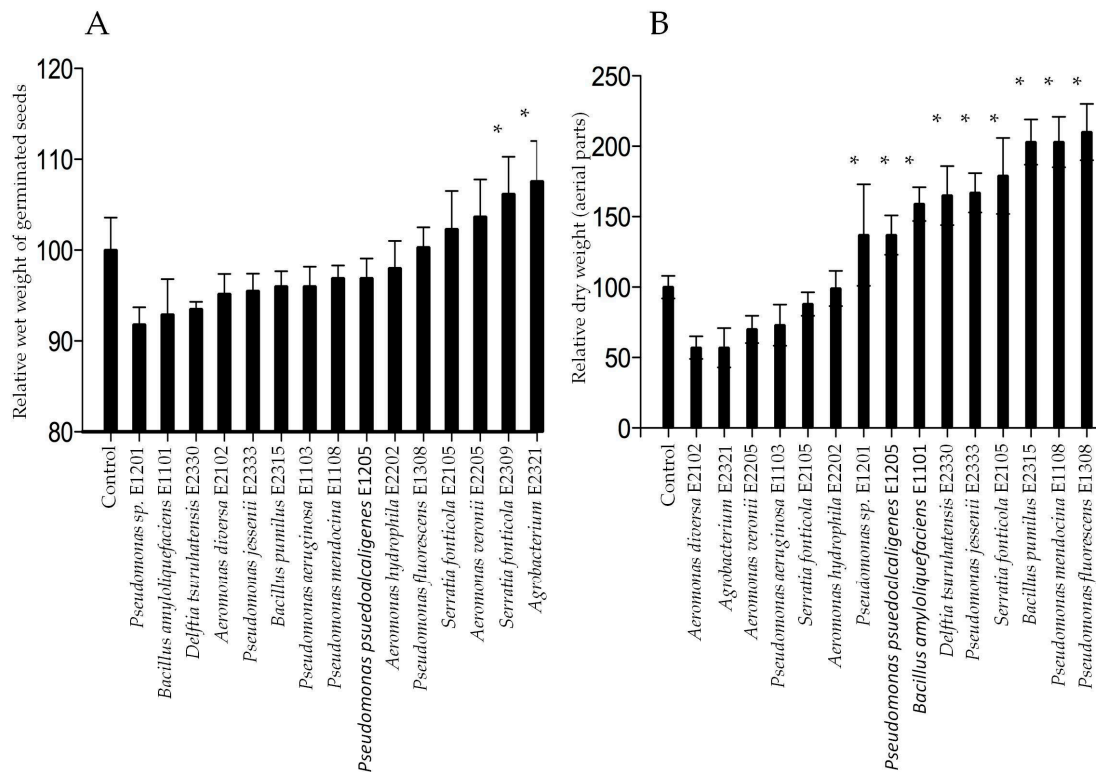 A
Relative wet weight of germinated seeds
120
110
100
90
80
* *
Control
Pseudomonas sp. E1201
Bacillus amyloliquefaciens E1101
Delftia tsuruhatensis E2330
Aeromonas diversa E2102
Pseudomonas jessenii E2333
Bacillus pumilus E2315
Pseudomonas aeruginosa E1103
Pseudomonas mendocina E1108
Pseudomonas psuedoalcaligenes E1205
Aeromonas hydrophila E2202
Pseudomonas fluorescens E1308
Serratia fonticola E2105
Aeromonas veronii E2205
Serratia fonticola E2309
Agrobacterium E2321
B
Relative dry weight (aerial parts)
250
200
150
100
50
0
* * * * * * * * *
Control
Aeromonas diversa E2102
Agrobacterium E2321
Aeromonas veronii E2205
Pseudomonas aeruginosa E1103
Serratia fonticola E2105
Aeromonas hydrophila E2202
Pseudomonas sp. E1201
Pseudomonas psuedoalcaligenes E1205
Bacillus amyloliquefaciens E1101
Delftia tsuruhatensis E2330
Pseudomonas jessenii E2333
Serratia fonticola E2105
Bacillus pumilus E2315
Pseudomonas mendocina E1108
Pseudomonas fluorescens E1308